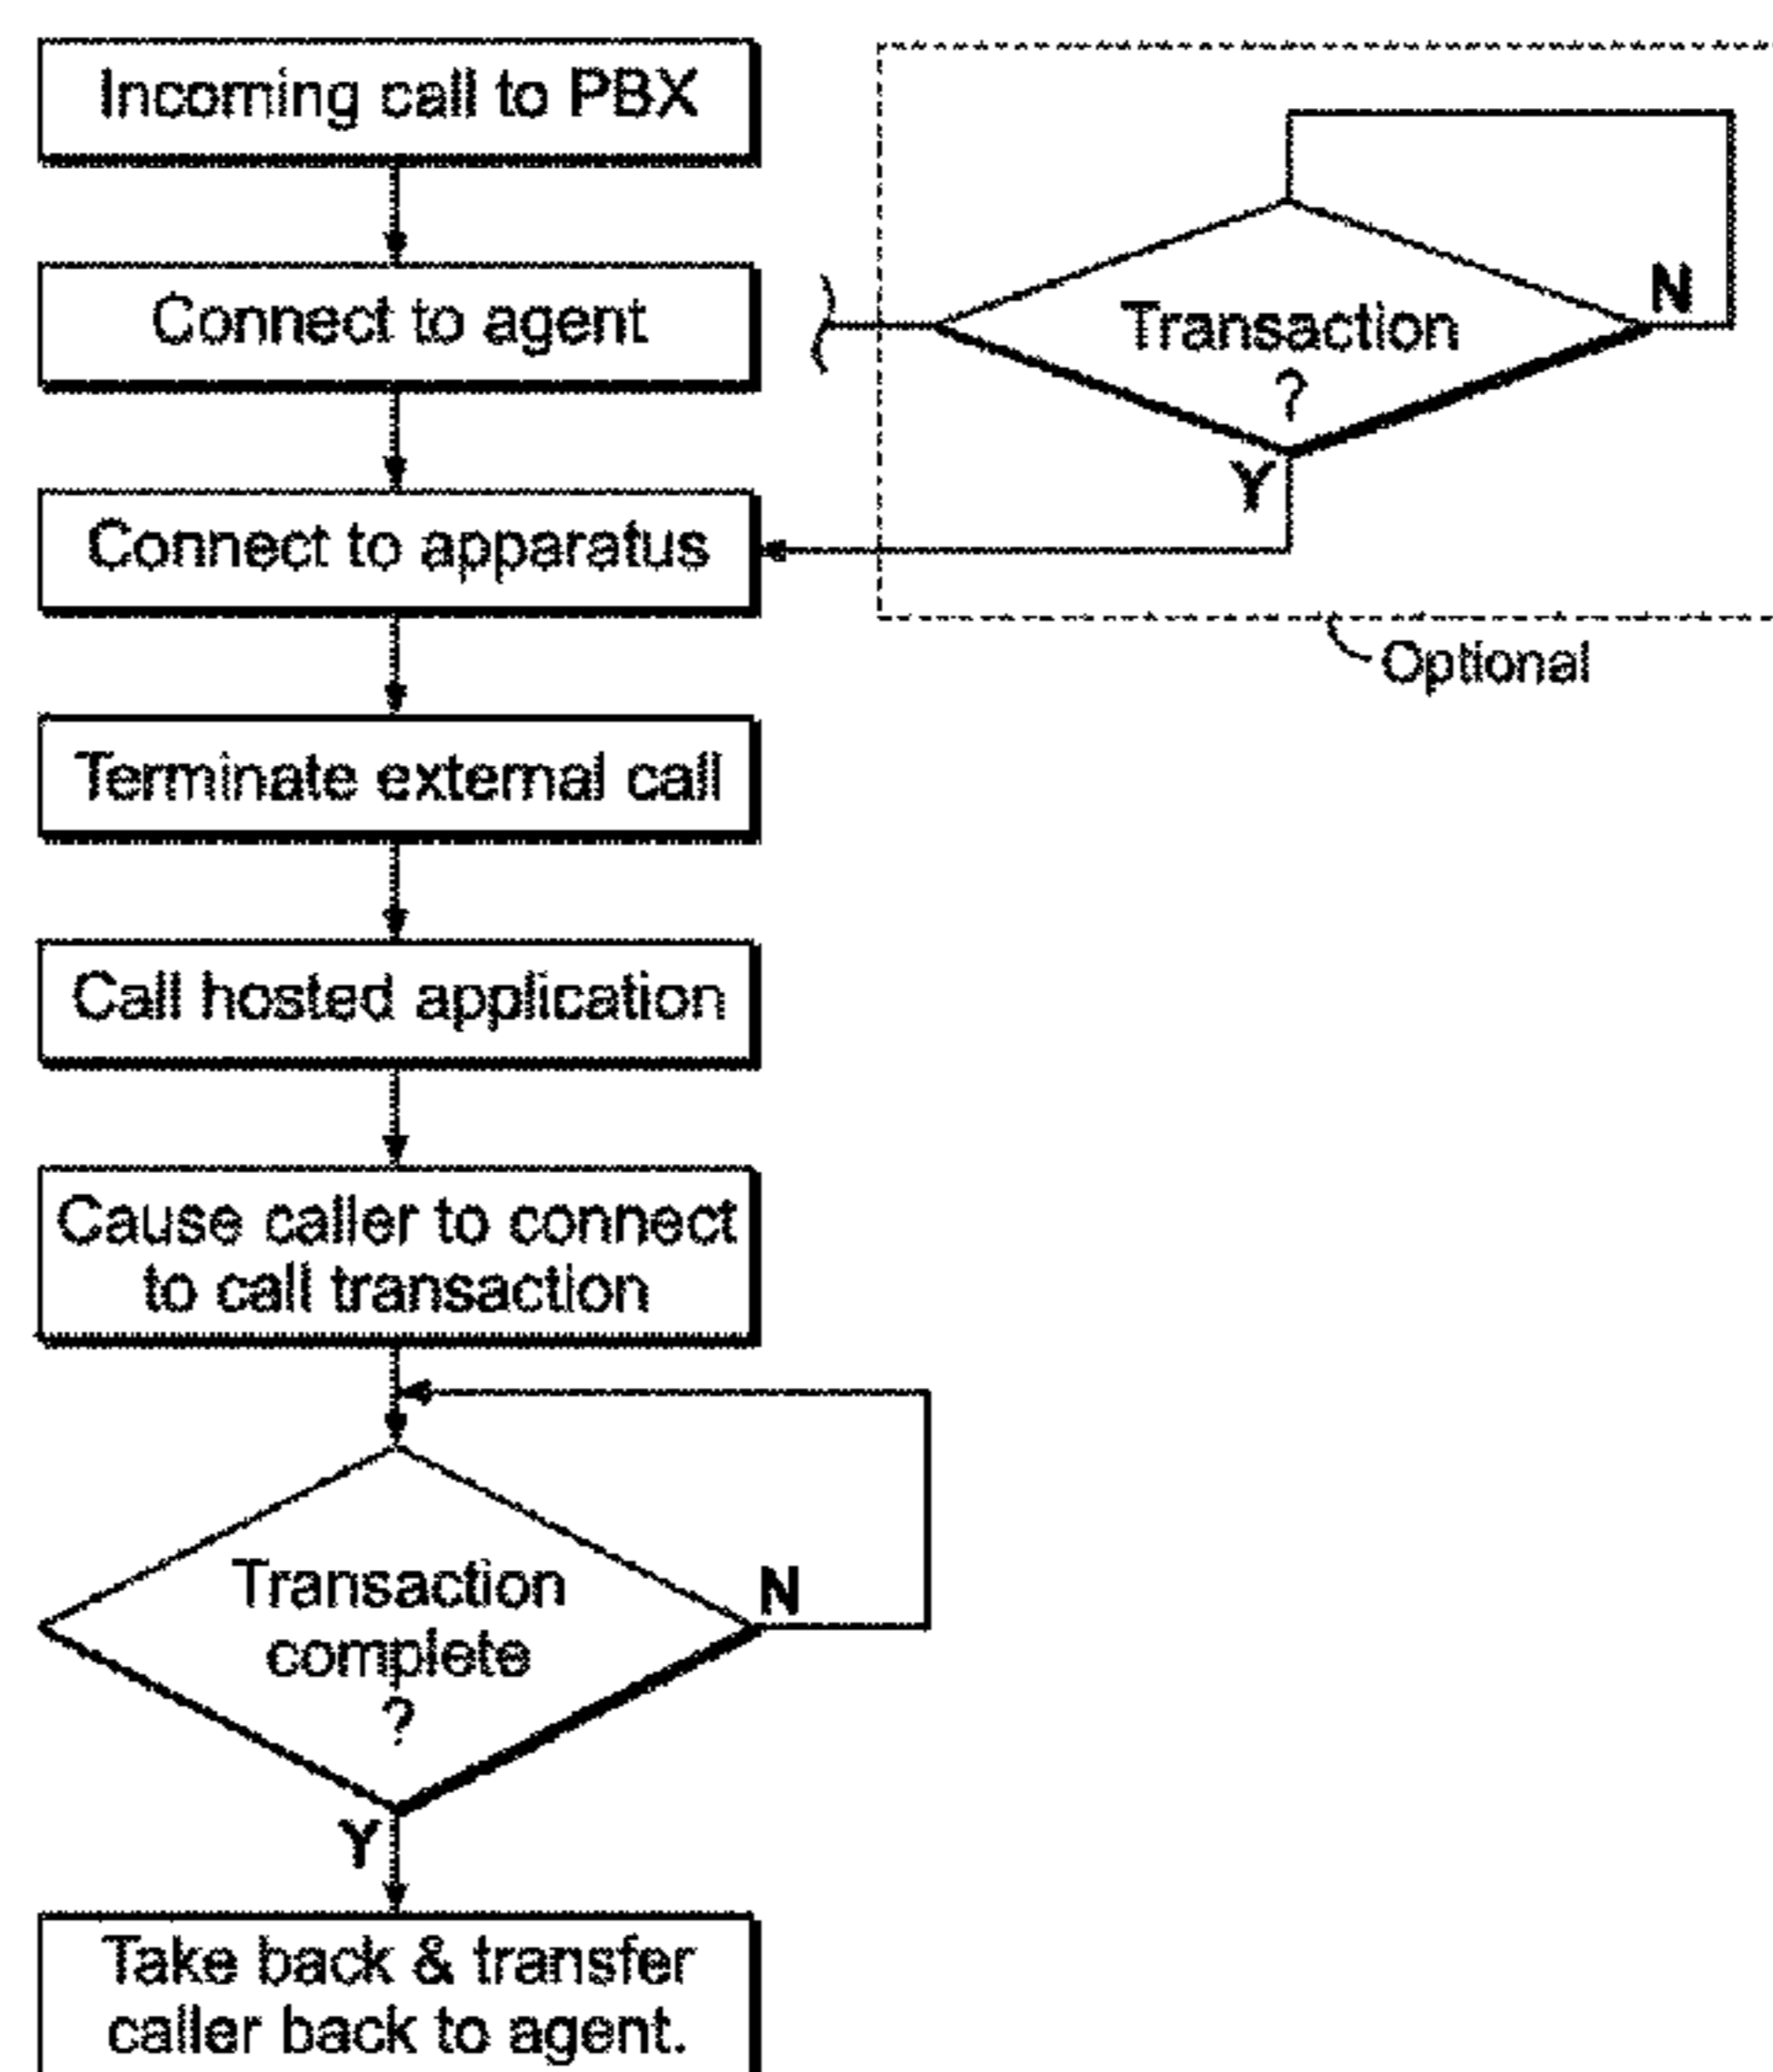 Incoming call to PBX
Connect to agent
Transaction
?
N
Y
Connect to apparatus
Optional
Terminate external call
Call hosted application
Cause caller to connect
to call transaction
Transaction
complete
?
N
Y
Take back & transfer
caller back to agent.